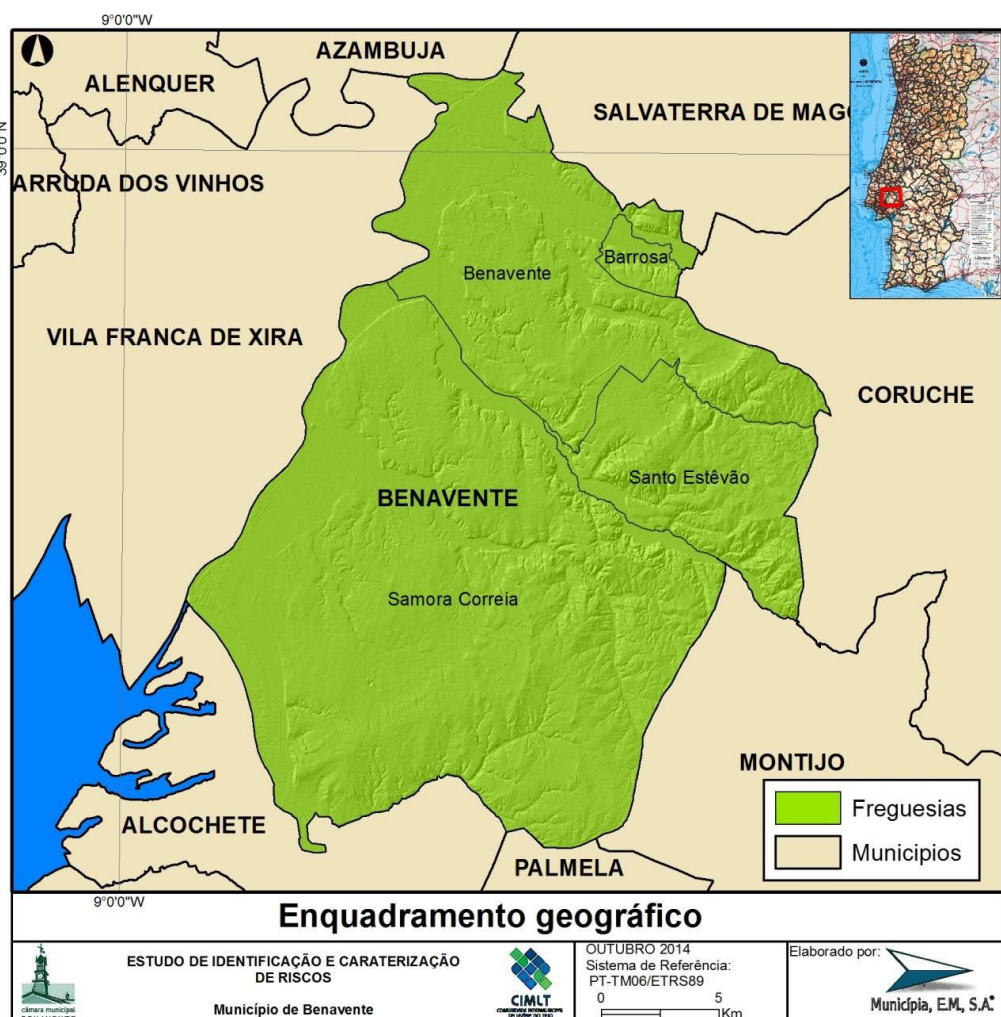 9°0'0"W
AZAMBUJA
ALENQUER
SALVATERRA DE MAGO
39°0'0"N
ARRUDA DOS VINHOS
Barrosa
Benavente
VILA FRANCA DE XIRA
CORUCHE
Santo Estêvão
BENAVENTE
Samora Correia
MONTIJO
ALCOCHETE
PALMELA
Freguesias
Municipios
9°0'0"W
Enquadramento geográfico
câmara municipal
ESTUDO DE IDENTIFICAÇÃO E CARATERIZAÇÃO
DE RISCOS
Município de Benavente
CIMLT
OUTUBRO 2014
Sistema de Referência:
PT-TM06/ETRS89
0 5
Km
Elaborado por:
Municípia, E.M., S.A.